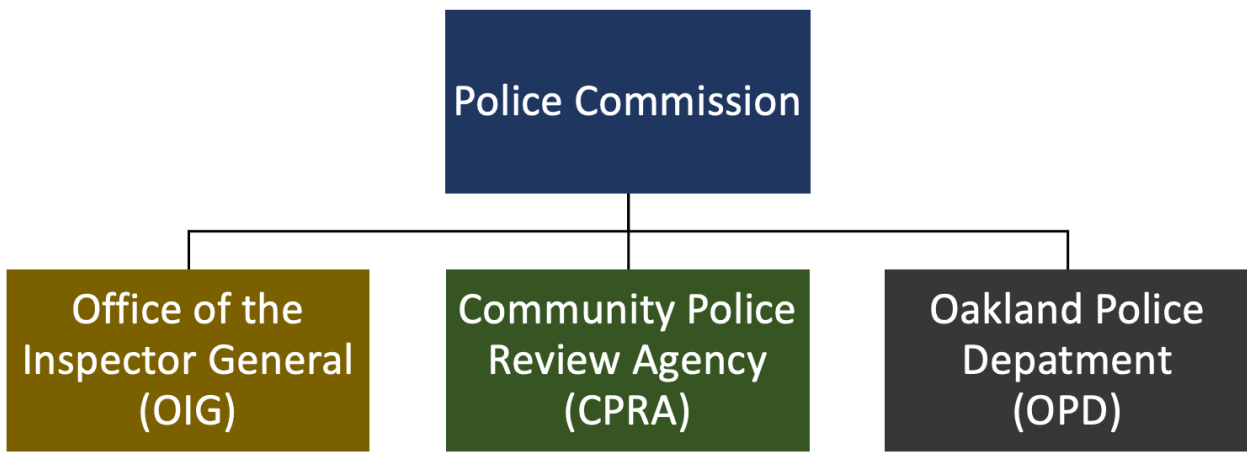 Police Commission
Office of the
Inspector General
(OIG)
Community Police
Review Agency
(CPRA)
Oakland Police
Depatment
(OPD)